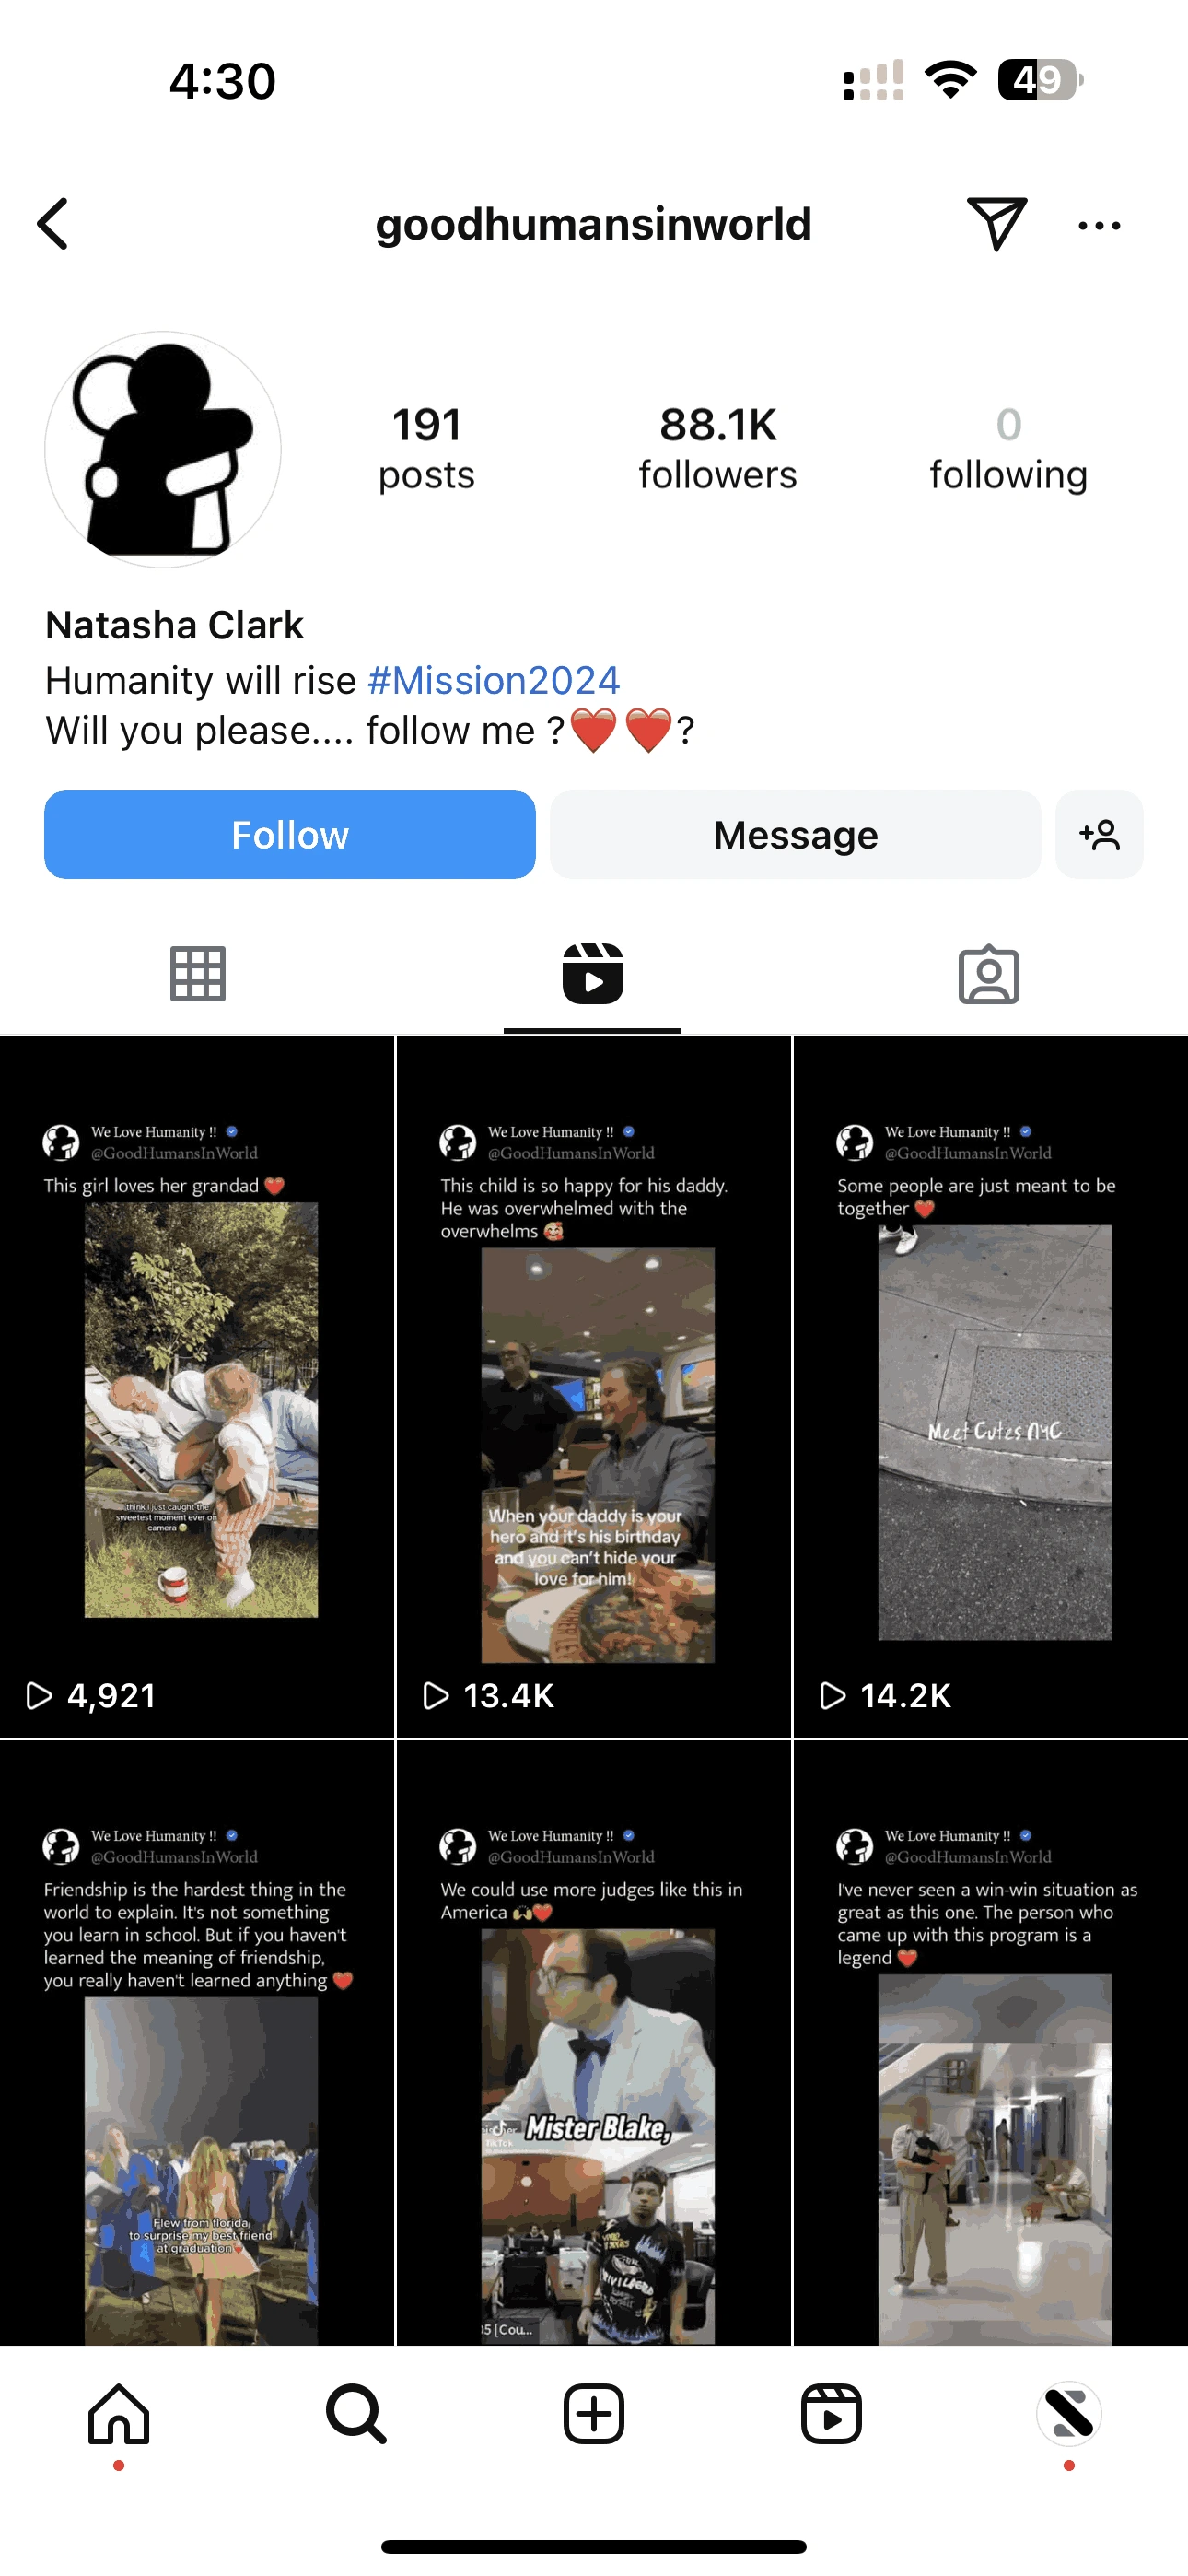 4:30
49
goodhumansinworld
191
posts
88.1K
followers
0
following
Natasha Clark
Humanity will rise #Mission2024
Will you please.... follow me ?❤️❤️?
Follow
Message
We Love Humanity !!
@GoodHumansInWorld
This girl loves her grandad ❤️
I think I just caught the
sweetest moment ever on
camera 🥹
4,921
We Love Humanity !!
@GoodHumansInWorld
This child is so happy for his daddy.
He was overwhelmed with the
overwhelms 🥰
When your daddy is your
hero and it's his birthday
and you can't hide your
love for him!
13.4K
We Love Humanity !!
@GoodHumansInWorld
Some people are just meant to be
together ❤️
Meet Cutes NYC
14.2K
We Love Humanity !!
@GoodHumansInWorld
Friendship is the hardest thing in the
world to explain. It's not something
you learn in school. But if you haven't
learned the meaning of friendship,
you really haven't learned anything ❤️
Flew from florida
to surprise my best friend
at graduation❤️
We Love Humanity !!
@GoodHumansInWorld
We could use more judges like this in
America 🙌❤️
Mister Blake,
TikTok
[Cou...
We Love Humanity !!
@GoodHumansInWorld
I've never seen a win-win situation as
great as this one. The person who
came up with this program is a
legend ❤️